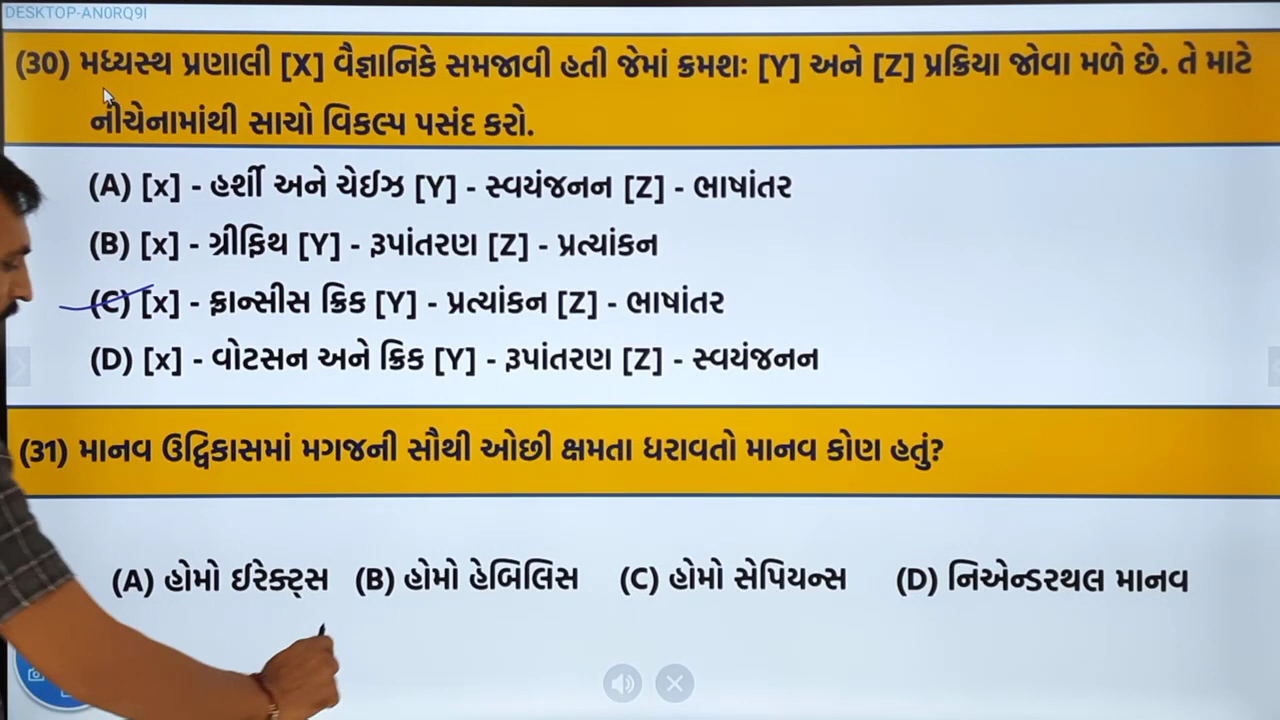 DESKTOP-AN0RQ9I
(30) મધ્યસ્થ પ્રણાલી [X] વૈજ્ઞાનિકે સમજાવી હતી જેમાં ક્રમશઃ [Y] અને [Z] પ્રક્રિયા જોવા મળે છે. તે માટે
નીચેનામાંથી સાચો વિકલ્પ પસંદ કરો.
(A) [x] - હર્શી અને ચેઈઝ [Y] - સ્વયંજનન [Z] - ભાષાંતર
(B) [x] - ગ્રીફિથ [Y] - રૂપાંતરણ [Z] - પ્રત્યાંકન
(C) [x] - ફ્રાન્સીસ ક્રિક [Y] - પ્રત્યાંકન [Z] - ભાષાંતર
(D) [x] - વોટસન અને ક્રિક [Y] - રૂપાંતરણ [Z] - સ્વયંજનન
(31) માનવ ઉદ્વિકાસમાં મગજની સૌથી ઓછી ક્ષમતા ધરાવતો માનવ કોણ હતું?
(A) હોમો ઈરેક્ટ્સ (B) હોમો હેબિલિસ (C) હોમો સેપિયન્સ (D) નિએન્ડરથલ માનવ